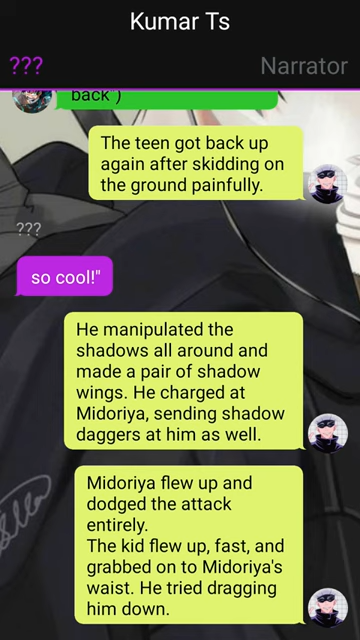 Kumar Ts
???
Narrator
back )
The teen got back up
again after skidding on
the ground painfully.
???
so cool!"
He manipulated the
shadows all around and
made a pair of shadow
wings. He charged at
Midoriya, sending shadow
daggers at him as well.
Midoriya flew up and
dodged the attack
entirely.
The kid flew up, fast, and
grabbed on to Midoriya's
waist. He tried dragging
him down.